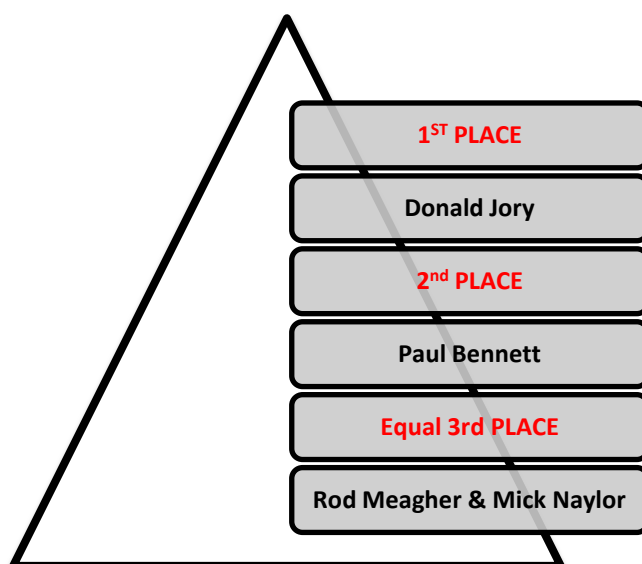 1ST PLACE
Donald Jory
2nd PLACE
Paul Bennett
Equal 3rd PLACE
Rod Meagher & Mick Naylor